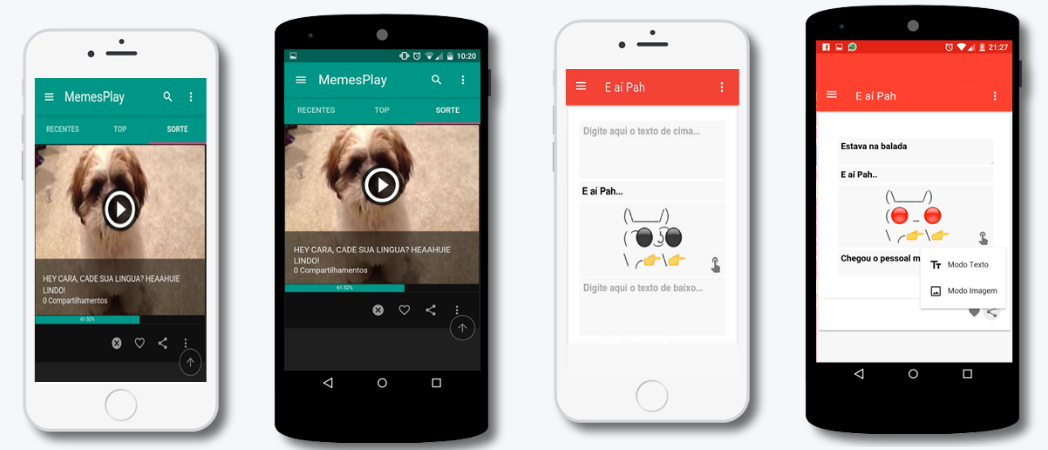 MemesPlay
RECENTES TOP SORTE
HEY CARA, CADE SUA LINGUA? HEAAHUIE
LINDO!
0 Compartilhamentos
61.52%
10:20
MemesPlay
RECENTES TOP SORTE
HEY CARA, CADE SUA LINGUA? HEAAHUIE
LINDO!
0 Compartilhamentos
61.52%
E aí Pah
Digite aqui o texto de cima...
E aí Pah...
Digite aqui o texto de baixo...
21:27
E aí Pah
Estava na balada
E aí Pah..
Chegou o pessoal m
Modo Texto
Modo Imagem